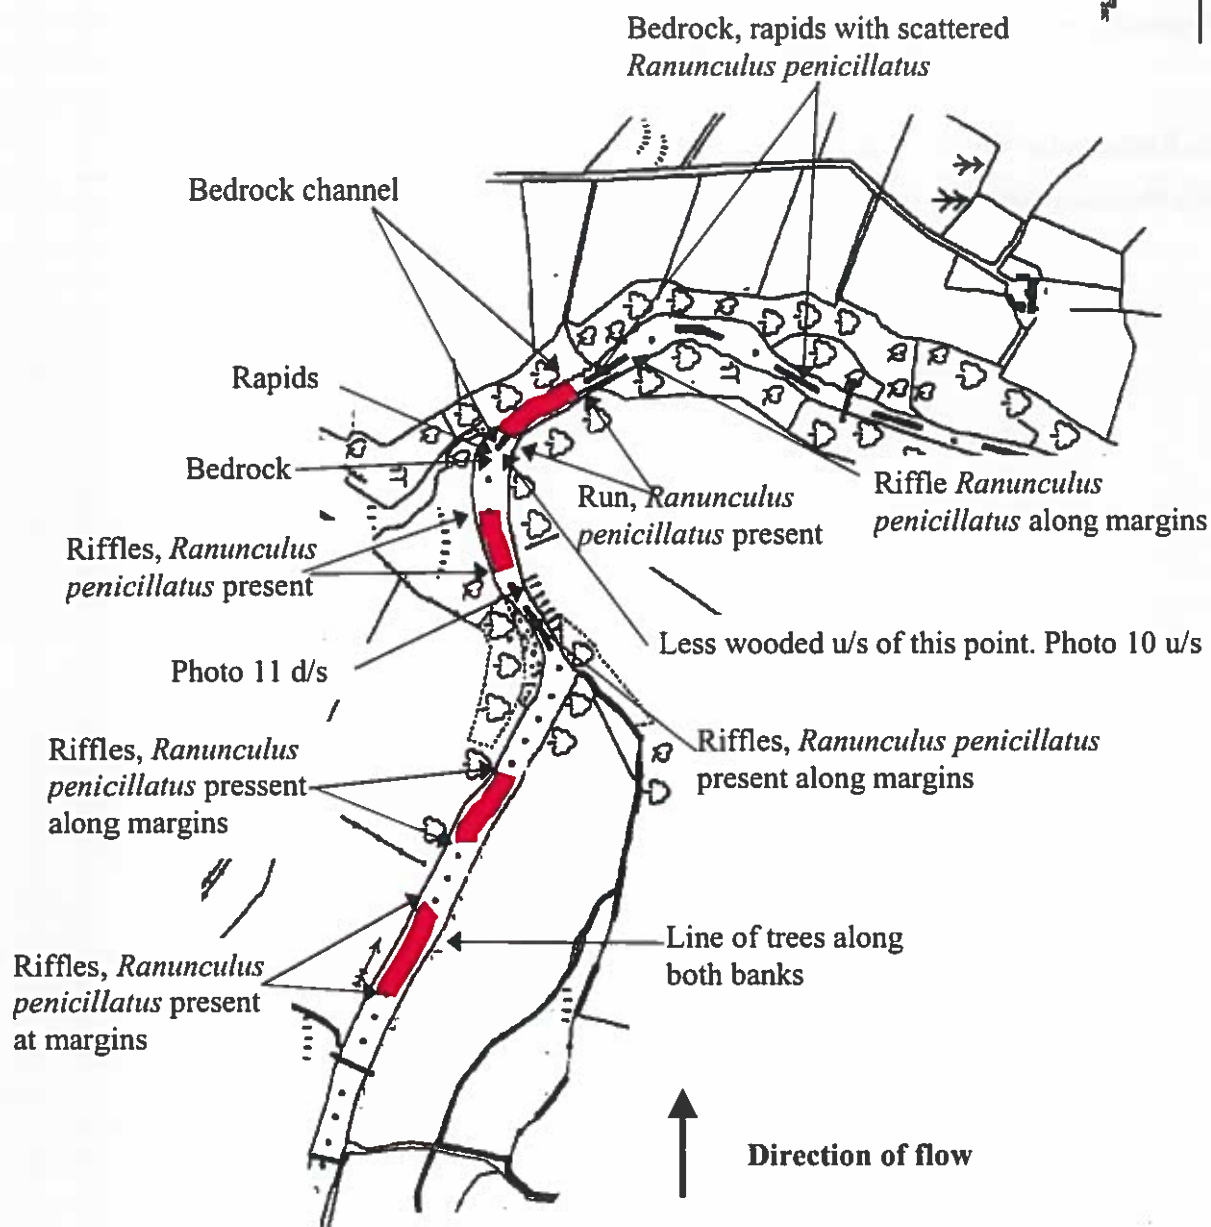 Bedrock, rapids with scattered
Ranunculus penicillatus
Bedrock channel
Rapids
Bedrock
Run, Ranunculus
penicillatus present
Riffle Ranunculus
penicillatus along margins
Riffles, Ranunculus
penicillatus present
Less wooded u/s of this point. Photo 10 u/s
Photo 11 d/s
Riffles, Ranunculus penicillatus
present along margins
Riffles, Ranunculus
penicillatus pressent
along margins
Line of trees along
both banks
Riffles, Ranunculus
penicillatus present
at margins
Direction of flow